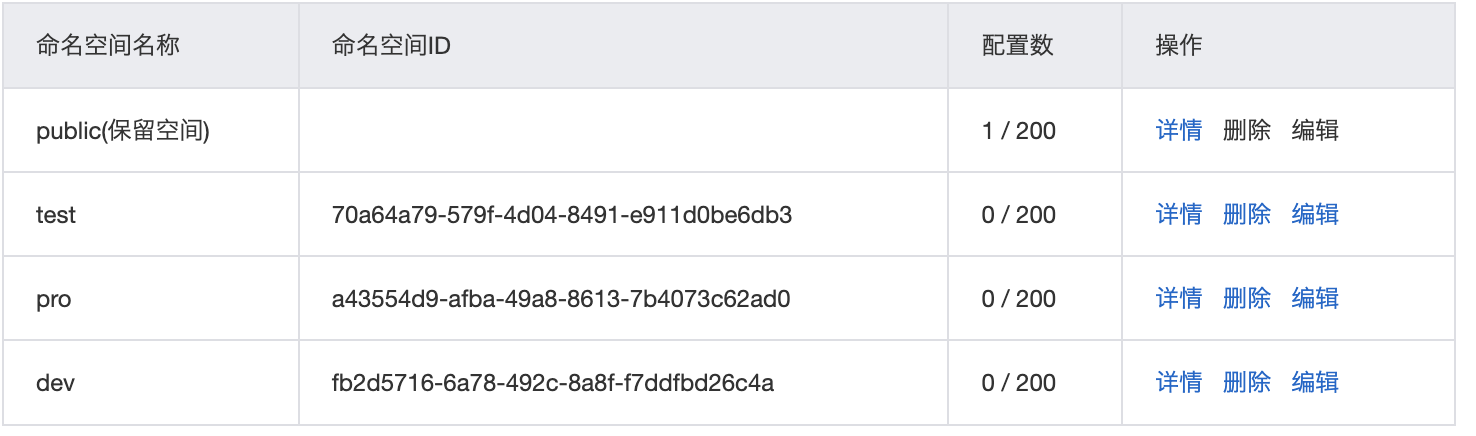 命名空间名称 命名空间ID 配置数 操作
public(保留空间) 1 / 200 详情 删除 编辑
test 70a64a79-579f-4d04-8491-e911d0be6db3 0 / 200 详情 删除 编辑
pro a43554d9-afba-49a8-8613-7b4073c62ad0 0 / 200 详情 删除 编辑
dev fb2d5716-6a78-492c-8a8f-f7ddfbd26c4a 0 / 200 详情 删除 编辑